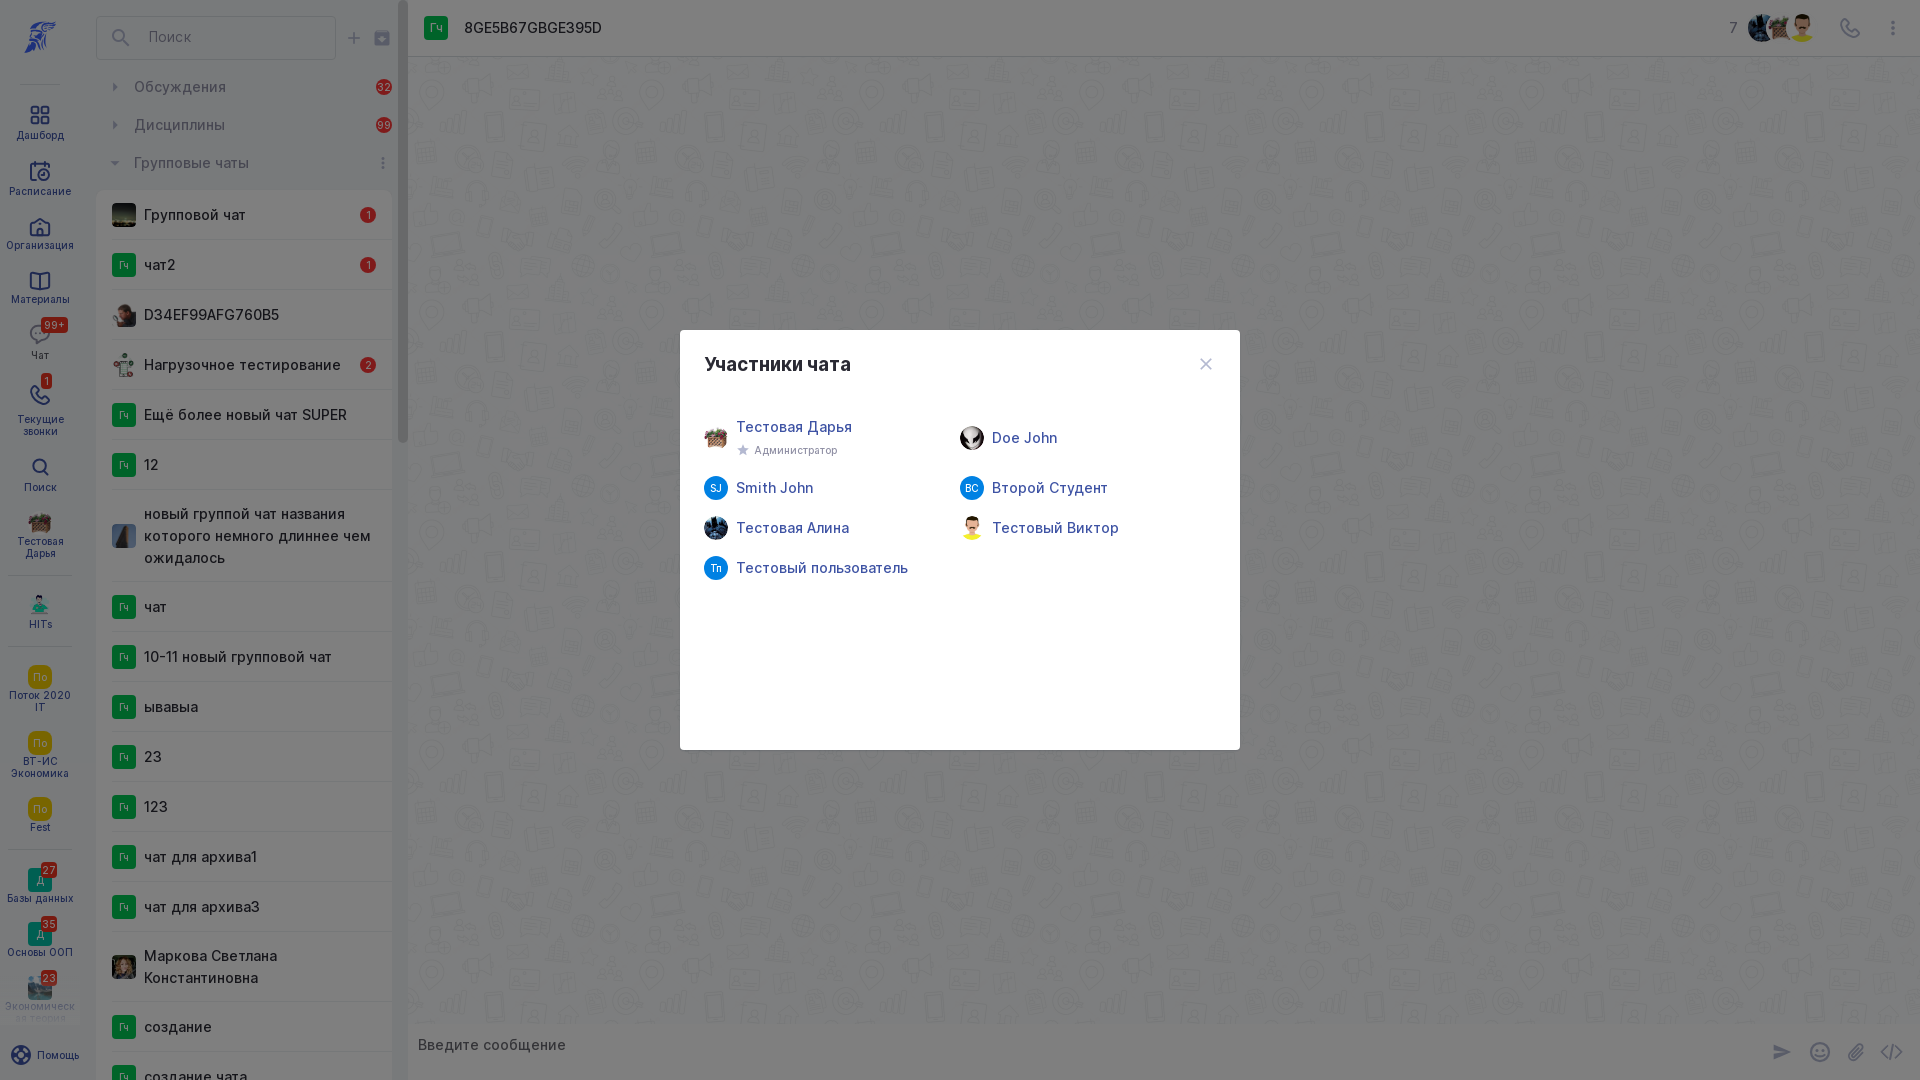 Дашборд
Расписание
Организация
Материалы
99+
Чат
1
Текущие
звонки
Поиск
Тестовая
Дарья
HITs
По
Поток 2020
IT
По
ВТ-ИС
Экономика
По
Fest
27
Д
Базы данных
35
Д
Основы ООП
23
Экономическ
ая теория
Помощь
Поиск
Обсуждения
32
Дисциплины
99
Групповые чаты
Групповой чат
1
Гч
чат2
1
D34EF99AFG760B5
Нагрузочное тестирование
2
Гч
Ещё более новый чат SUPER
Гч
12
новый группой чат названия
которого немного длиннее чем
ожидалось
Гч
чат
Гч
10-11 новый групповой чат
Гч
ывавыа
Гч
23
Гч
123
Гч
чат для архива1
Гч
чат для архива3
Маркова Светлана
Константиновна
Гч
создание
Гч
создание чата
Гч
8GE5B67GBGE395D
7
Участники чата
Тестовая Дарья
Администратор
Doe John
SJ
Smith John
ВС
Второй Студент
Тестовая Алина
Тестовый Виктор
Тп
Тестовый пользователь
Введите сообщение